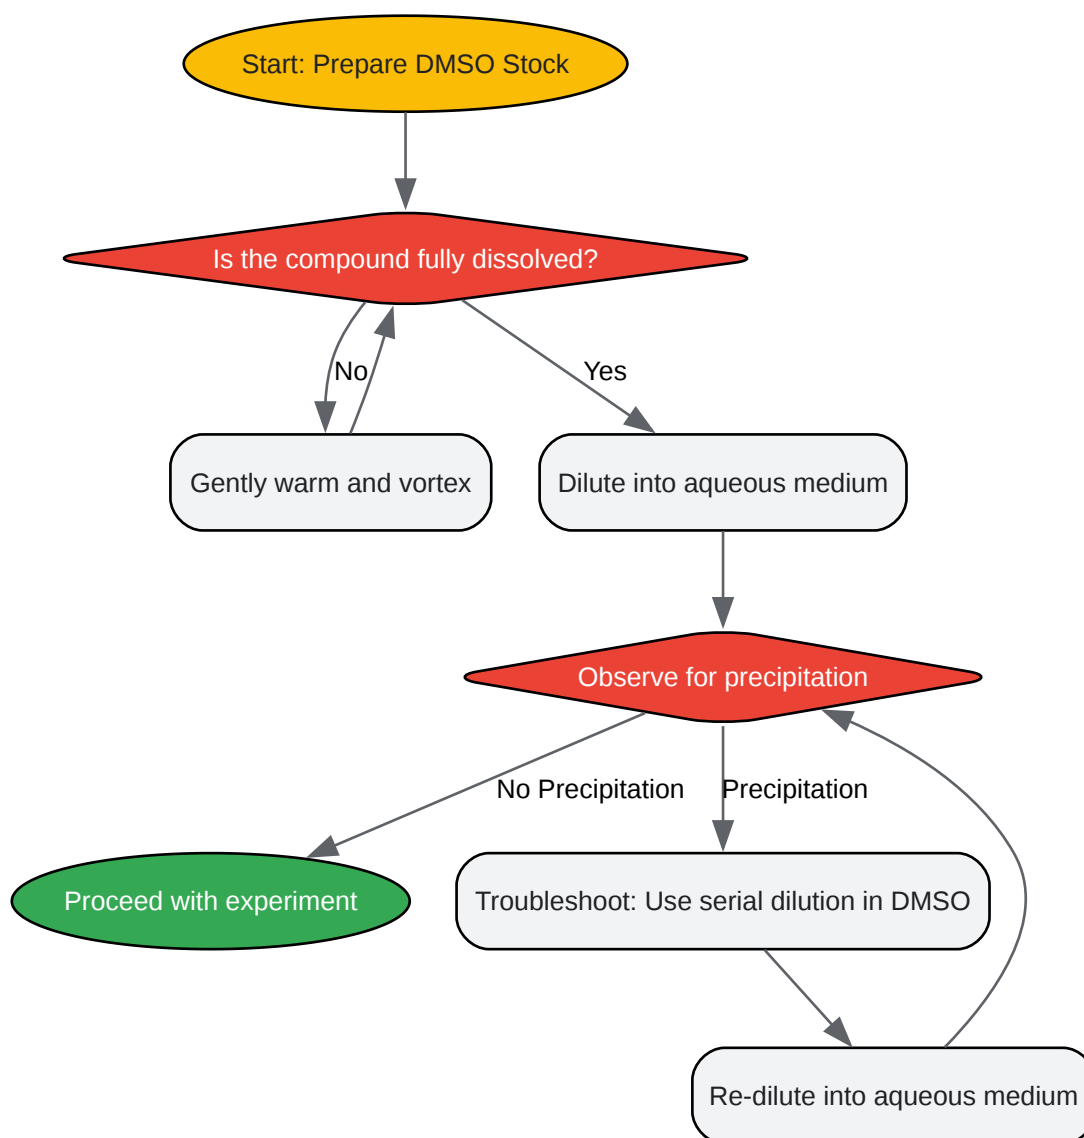 Start: Prepare DMSO Stock
Is the compound fully dissolved?
No
Yes
Gently warm and vortex
Dilute into aqueous medium
Observe for precipitation
No Precipitation
Precipitation
Proceed with experiment
Troubleshoot: Use serial dilution in DMSO
Re-dilute into aqueous medium